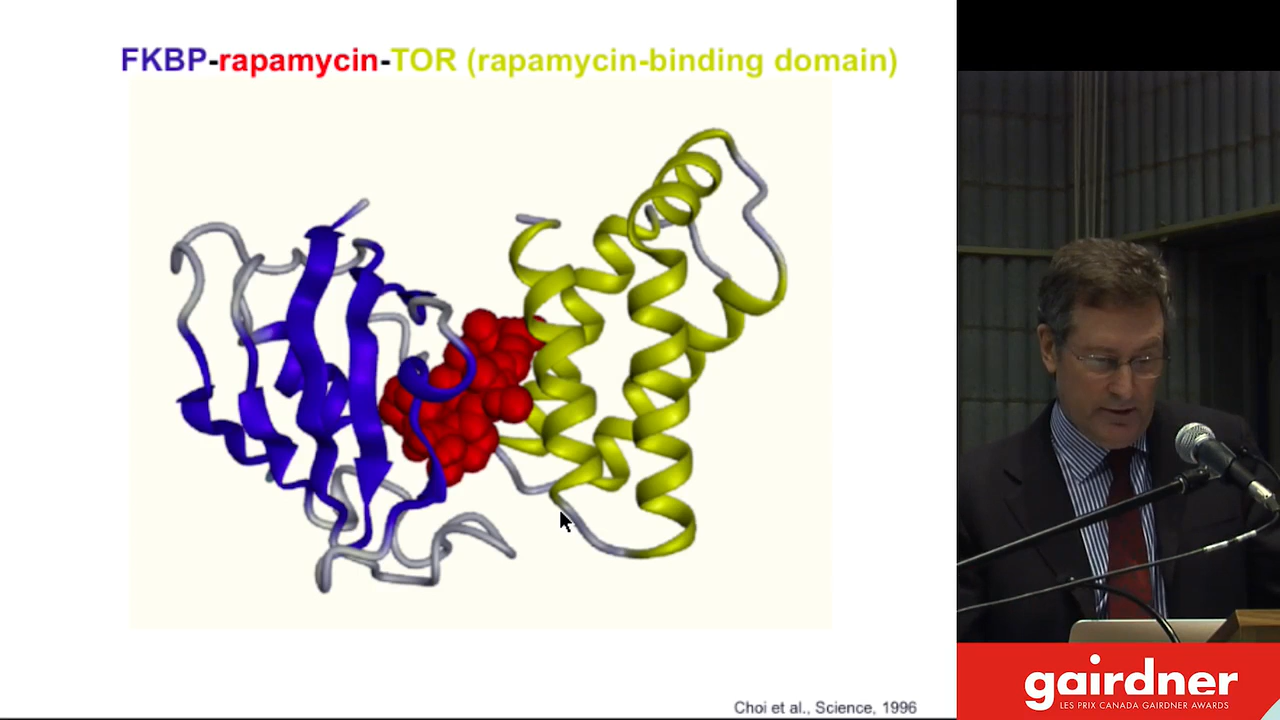 FKBP-rapamycin-TOR (rapamycin-binding domain)
Choi et al., Science, 1996
gairdner
LES PRIX CANADA GAIRDNER AWARDS